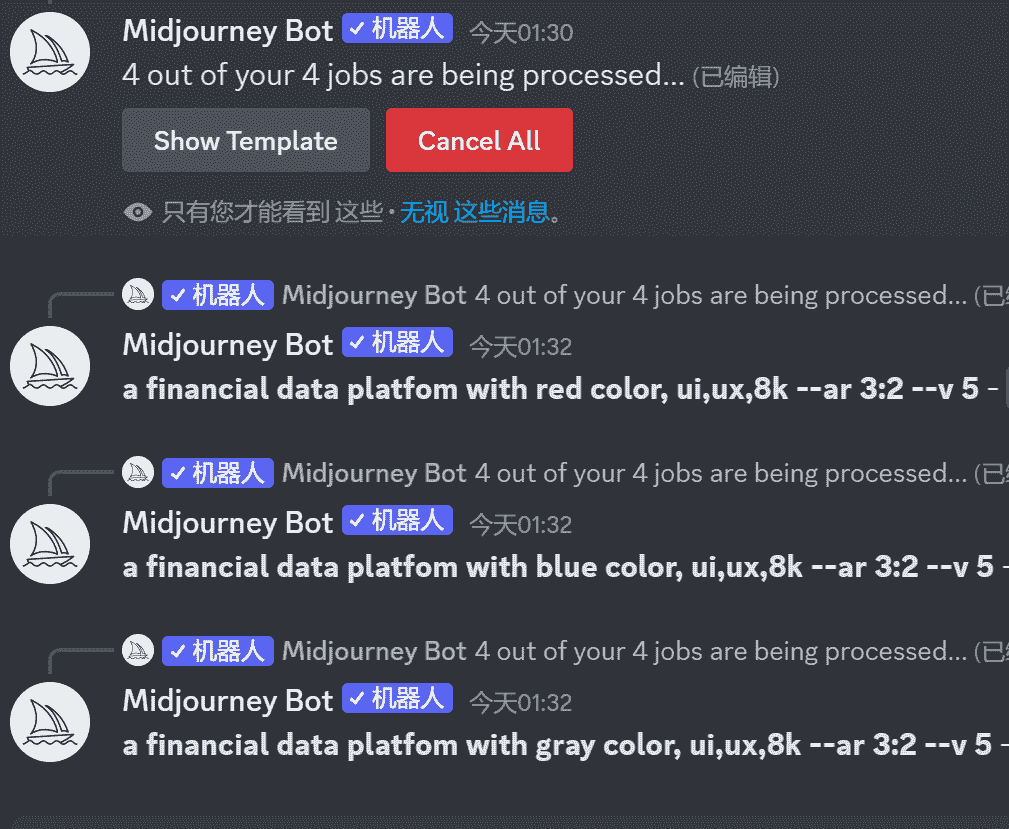 Midjourney Bot ✓ 机器人 今天01:30
4 out of your 4 jobs are being processed... (已编辑)
Show Template Cancel All
只有您才能看到 这些 • 无视 这些消息。
✓ 机器人 Midjourney Bot 4 out of your 4 jobs are being processed... (已
Midjourney Bot ✓ 机器人 今天01:32
a financial data platfom with red color, ui,ux,8k --ar 3:2 --v 5 -
✓ 机器人 Midjourney Bot 4 out of your 4 jobs are being processed... (已
Midjourney Bot ✓ 机器人 今天01:32
a financial data platfom with blue color, ui,ux,8k --ar 3:2 --v 5 -
✓ 机器人 Midjourney Bot 4 out of your 4 jobs are being processed... (已
Midjourney Bot ✓ 机器人 今天01:32
a financial data platfom with gray color, ui,ux,8k --ar 3:2 --v 5 -